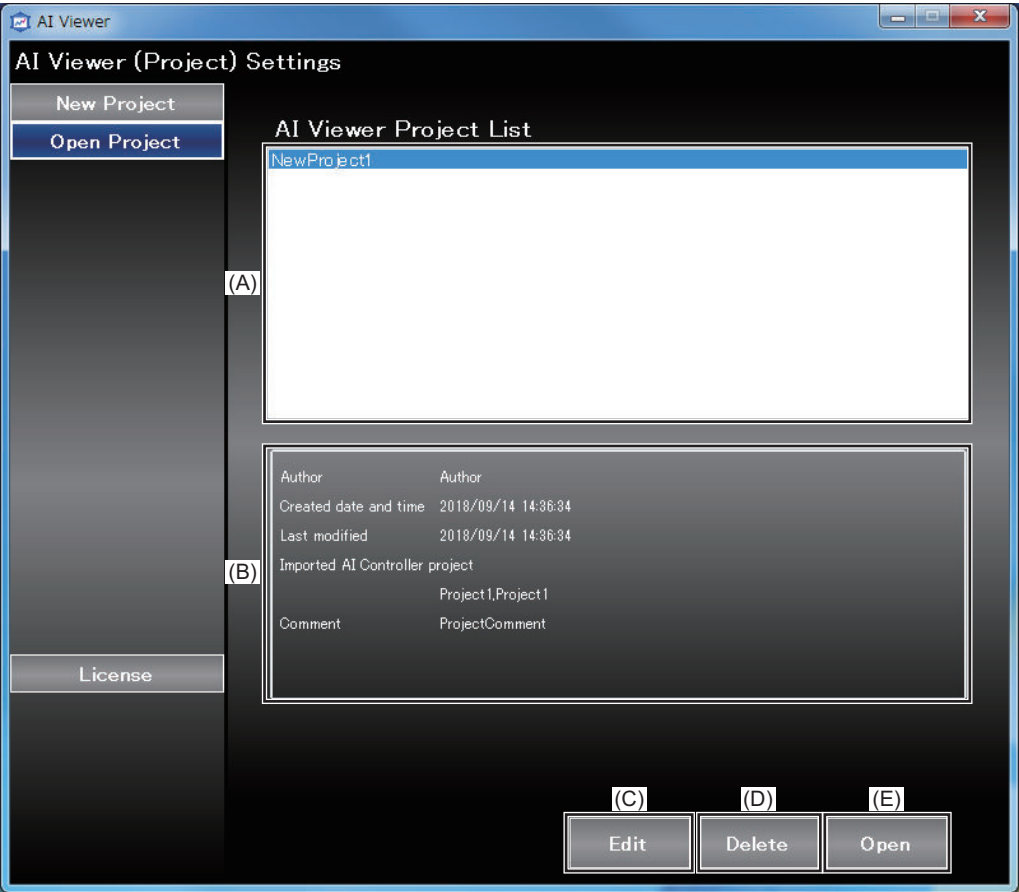 AI Viewer
AI Viewer (Project) Settings
New Project
Open Project
AI Viewer Project List
NewProject1
(A)
Author Author
Created date and time 2018/09/14 14:36:34
Last modified 2018/09/14 14:36:34
Imported AI Controller project
(B)
Project1,Project1
Comment ProjectComment
License
(C) (D) (E)
Edit Delete Open